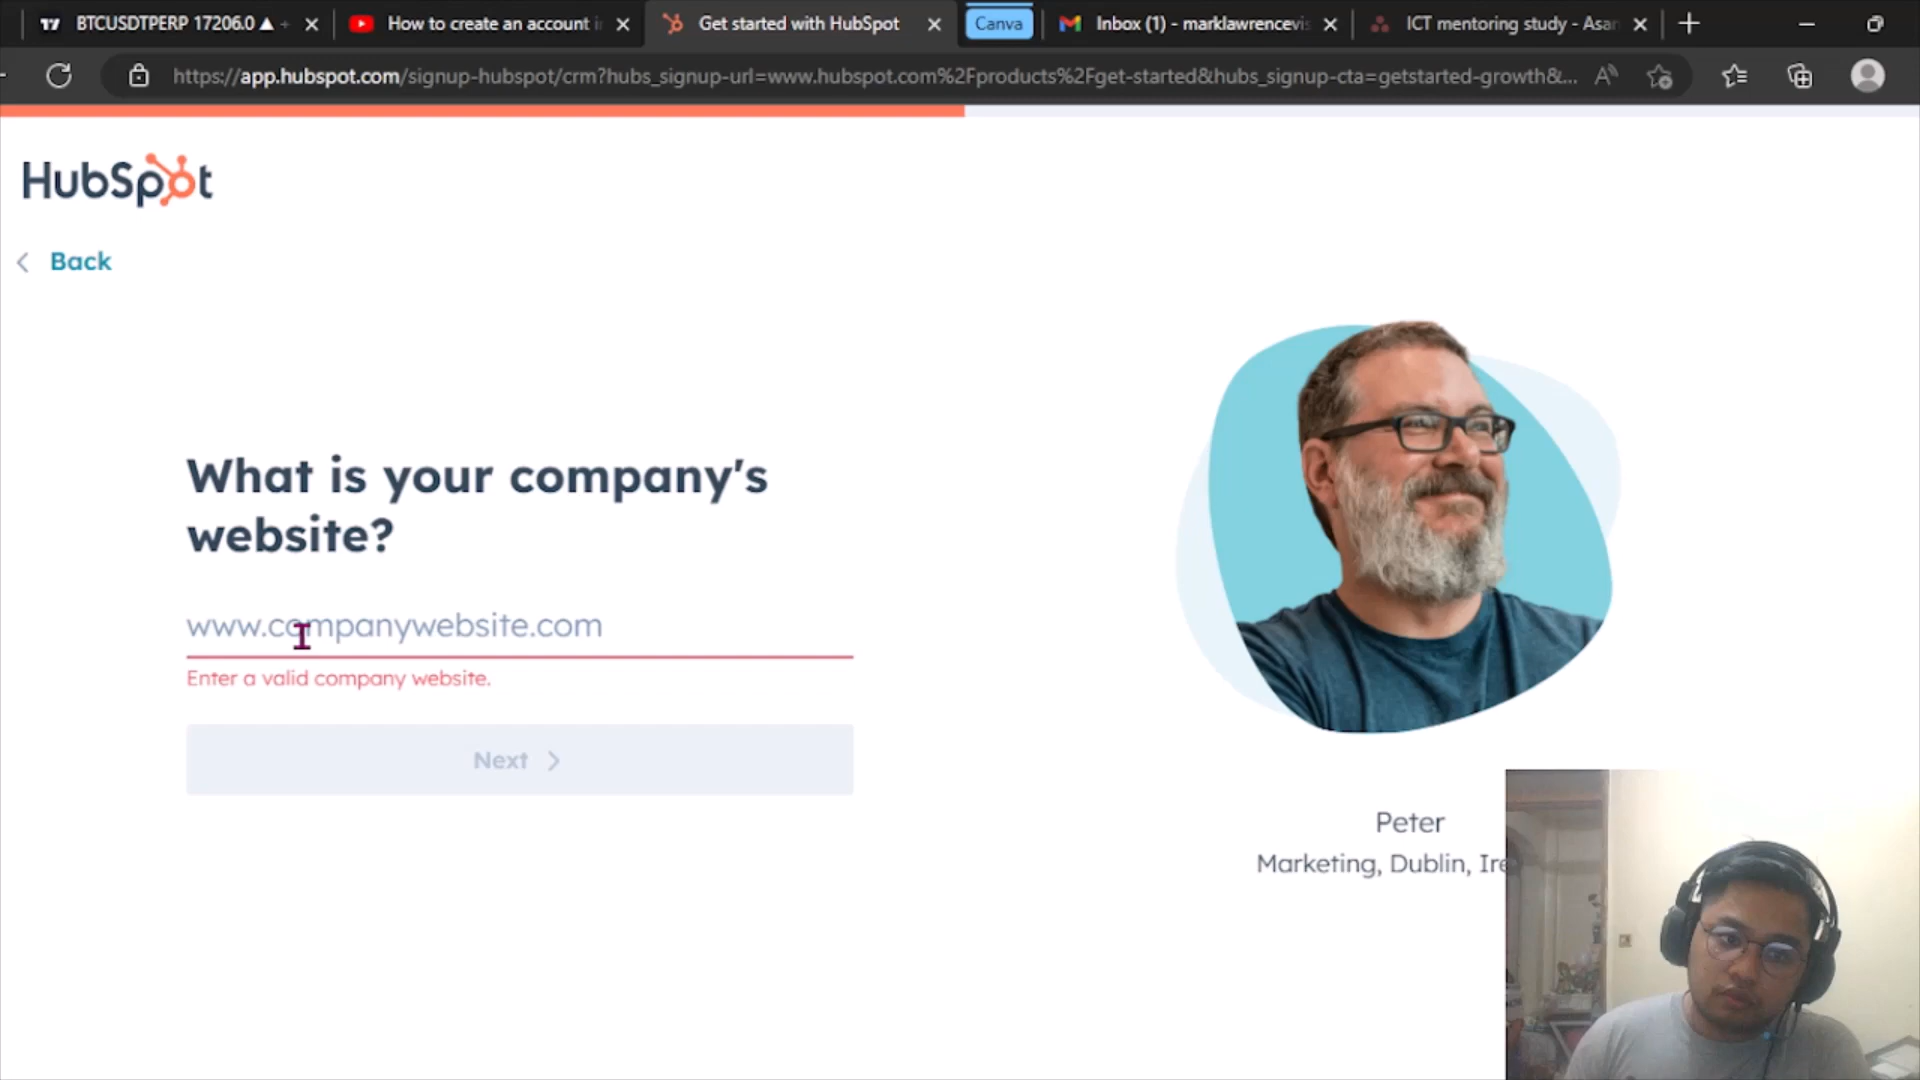 BTCUSDTPERP 17206.0 ▲ +
How to create an account i
Get started with HubSpot
Canva
Inbox (1) - marklawrencevis
ICT mentoring study - Asan
https://app.hubspot.com/signup-hubspot/crm?hubs_signup-url=www.hubspot.com%2Fproducts%2Fget-started&hubs_signup-cta=getstarted-growth&...
HubSpot
Back
What is your company's
website?
www.companywebsite.com
Enter a valid company website.
Next
Peter
Marketing, Dublin, Ire